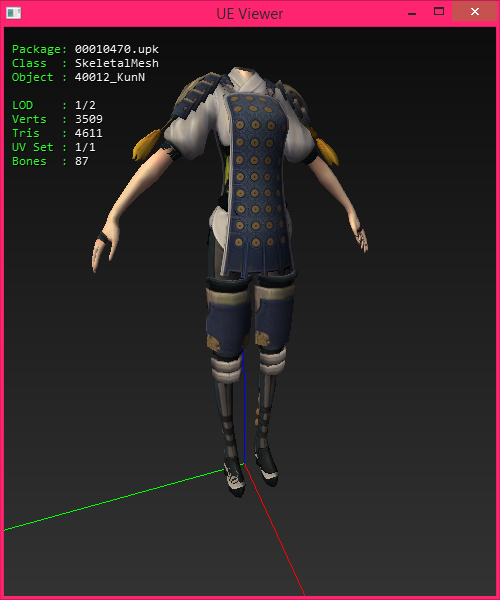 UE Viewer
Package: 00010470.upk
Class  : SkeletalMesh
Object : 40012_KunN
LOD    : 1/2
Verts  : 3509
Tris   : 4611
UV Set : 1/1
Bones  : 87